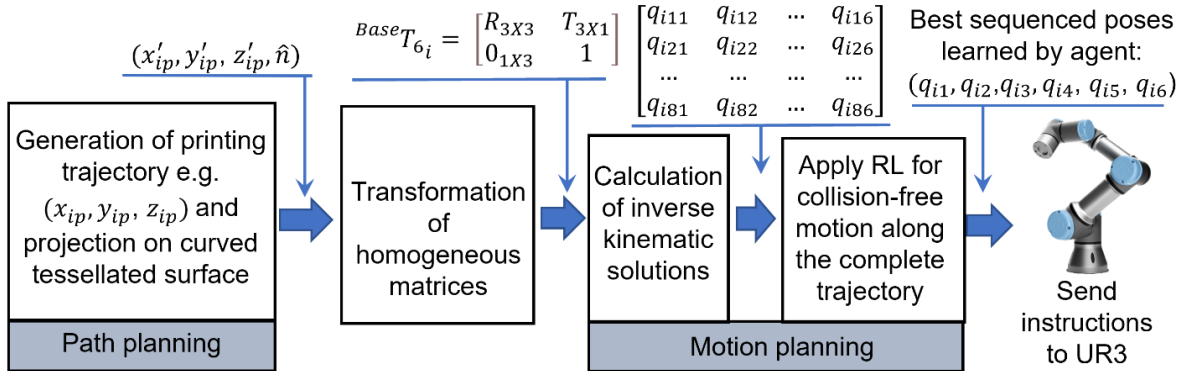 (x′ip, y′ip, z′ip, n̂)
Base T6i = [R3X3 T3X1
01X3 1]
[qi11 qi12 ... qi16
qi21 qi22 ... qi26
... ... ... ...
qi81 qi82 ... qi86]
Best sequenced poses
learned by agent:
(qi1, qi2,qi3, qi4, qi5, qi6)
Generation of printing
trajectory e.g.
(xip, yip, zip) and
projection on curved
tessellated surface
Path planning
Transformation
of
homogeneous
matrices
Calculation
of inverse
kinematic
solutions
Apply RL for
collision-free
motion along
the complete
trajectory
Motion planning
Send
instructions
to UR3